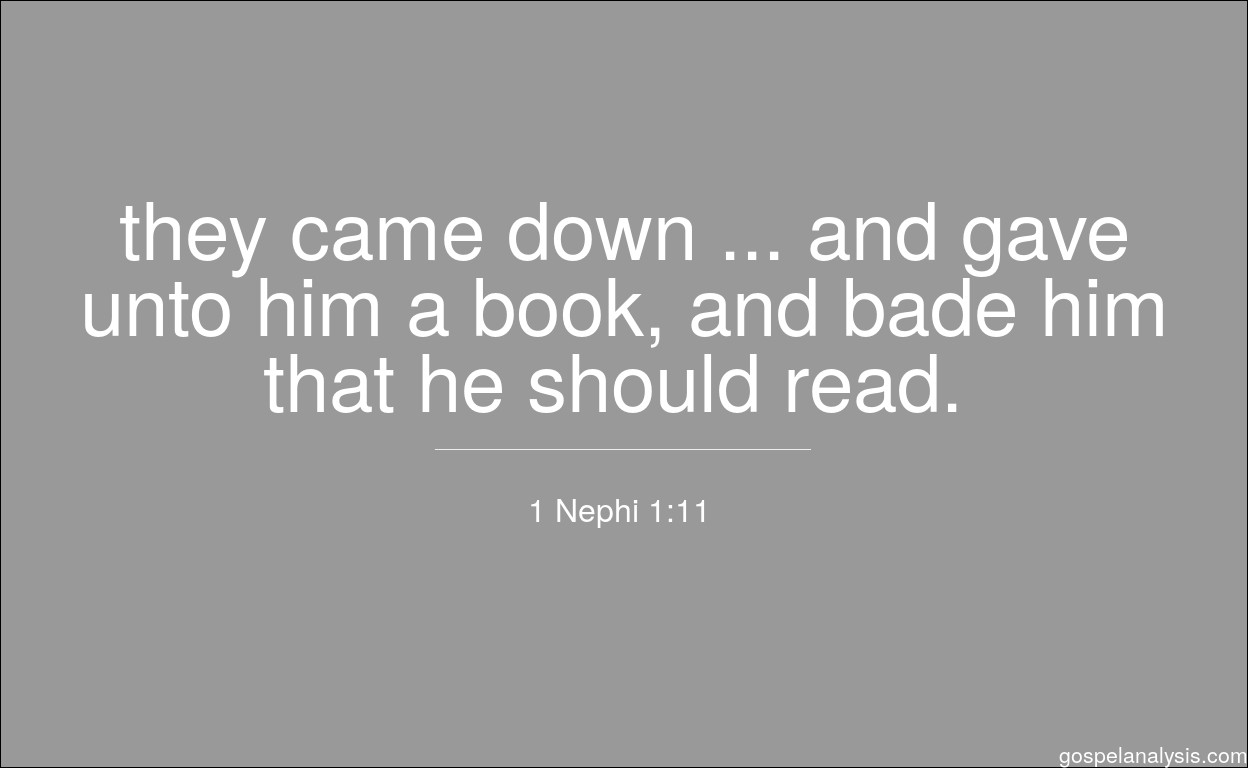 they came down ... and gave
unto him a book, and bade him
that he should read.
1 Nephi 1:11
gospelanalysis.com